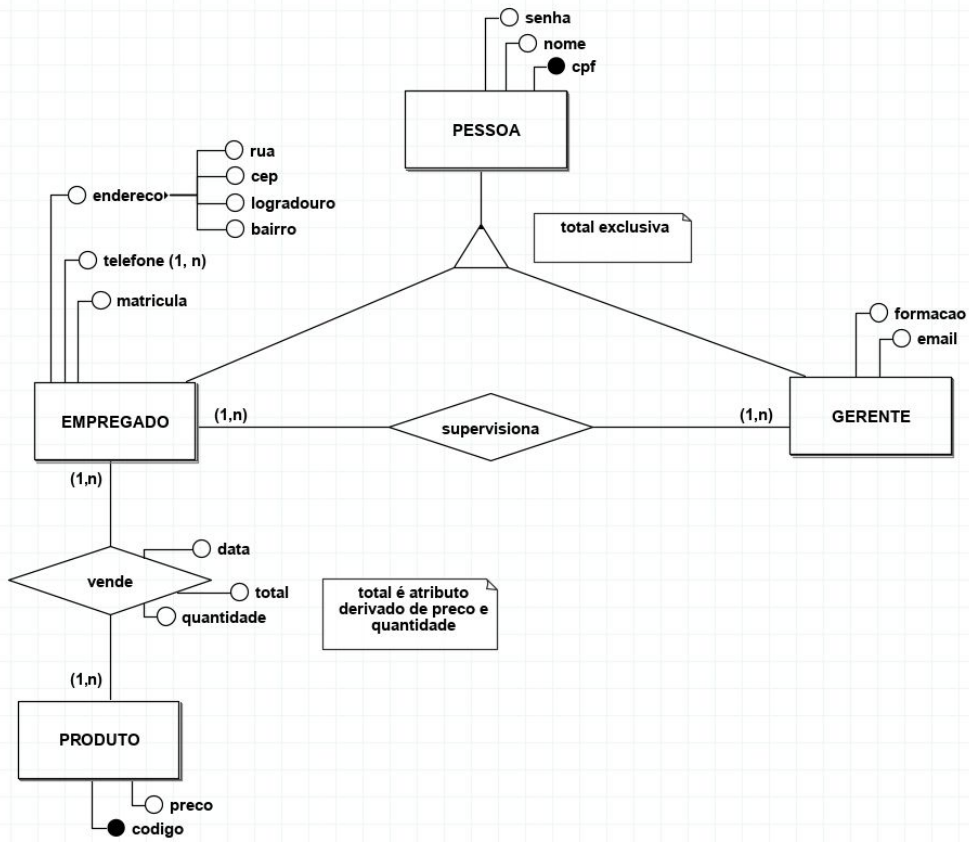 senha
nome
cpf
PESSOA
rua
cep
endereco
logradouro
bairro
total exclusiva
telefone (1, n)
matricula
formacao
email
EMPREGADO
(1,n)
supervisiona
(1,n)
GERENTE
(1,n)
data
vende
total
quantidade
total é atributo
derivado de preco e
quantidade
(1,n)
PRODUTO
preco
codigo